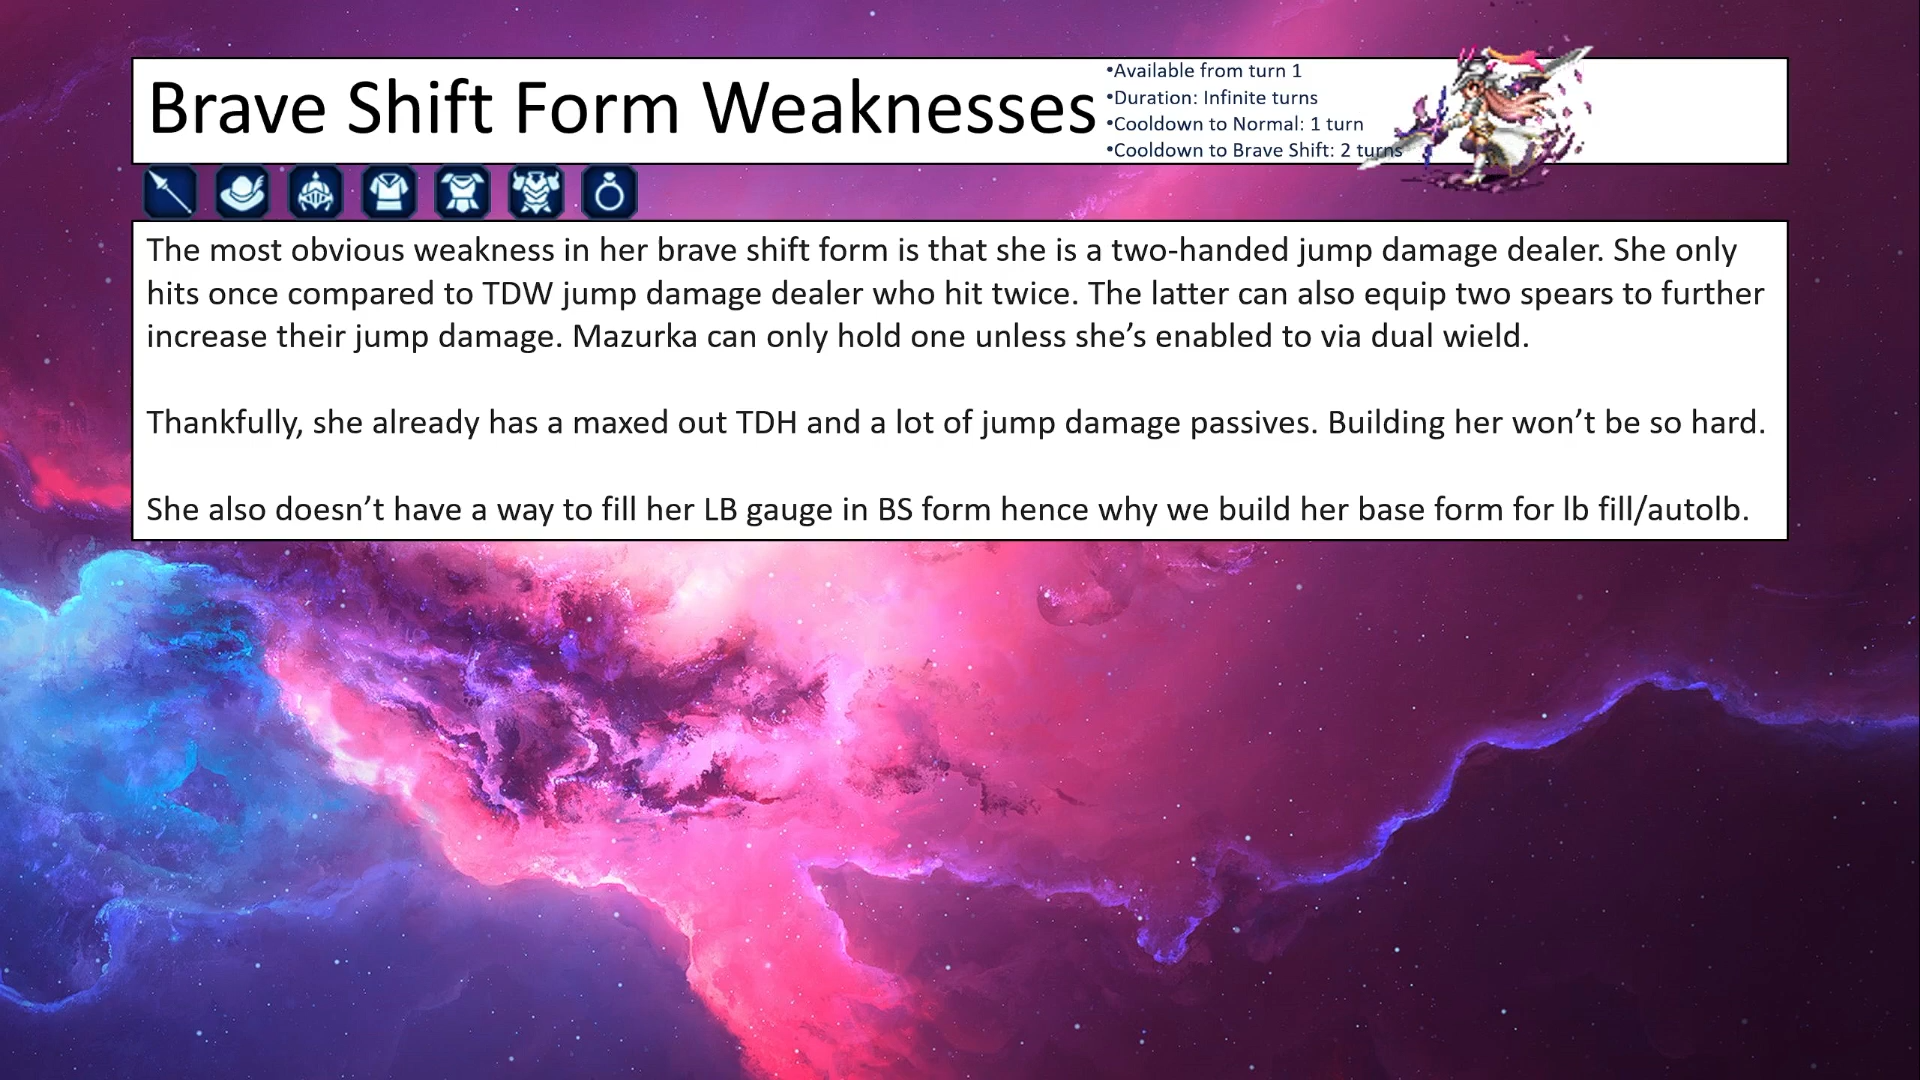 Brave Shift Form Weaknesses
•Available from turn 1
•Duration: Infinite turns
•Cooldown to Normal: 1 turn
•Cooldown to Brave Shift: 2 turns
The most obvious weakness in her brave shift form is that she is a two-handed jump damage dealer. She only
hits once compared to TDW jump damage dealer who hit twice. The latter can also equip two spears to further
increase their jump damage. Mazurka can only hold one unless she’s enabled to via dual wield.
Thankfully, she already has a maxed out TDH and a lot of jump damage passives. Building her won’t be so hard.
She also doesn’t have a way to fill her LB gauge in BS form hence why we build her base form for lb fill/autolb.